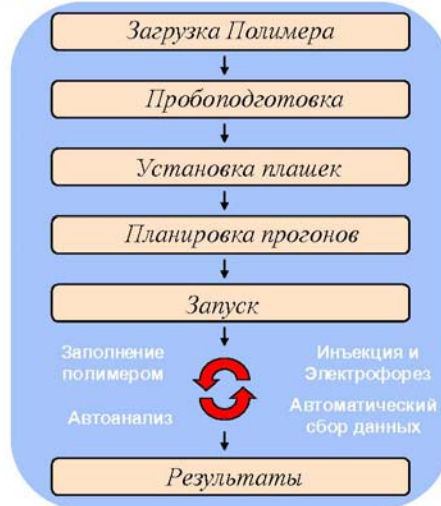 Загрузка Полимера
Пробоподготовка
Установка плашек
Планировка прогонов
Запуск
Заполнение
полимером
Инъекция и
Электрофорез
Автоанализ
Автоматический
сбор данных
Результаты